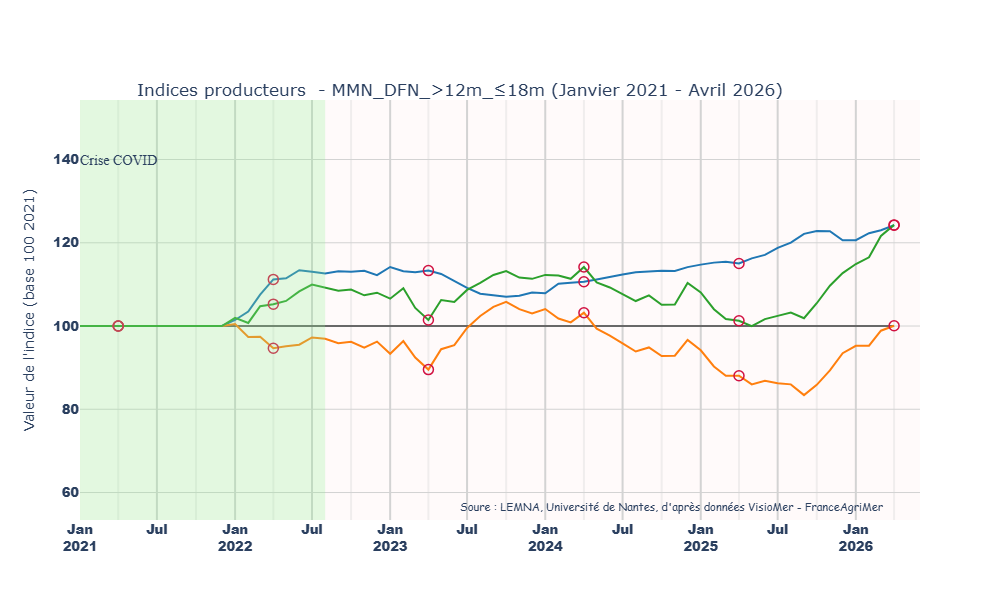 Indices producteurs - MMN_DFN_>12m_≤18m (Janvier 2021 - Avril 2026)
Valeur de l'indice (base 100 2021)
140
120
100
80
60
Crise COVID
Soure : LEMNA, Université de Nantes, d'après données VisioMer - FranceAgriMer
Jan Jul Jan Jul Jan Jul Jan Jul Jan Jul Jan
2021 2022 2023 2024 2025 2026